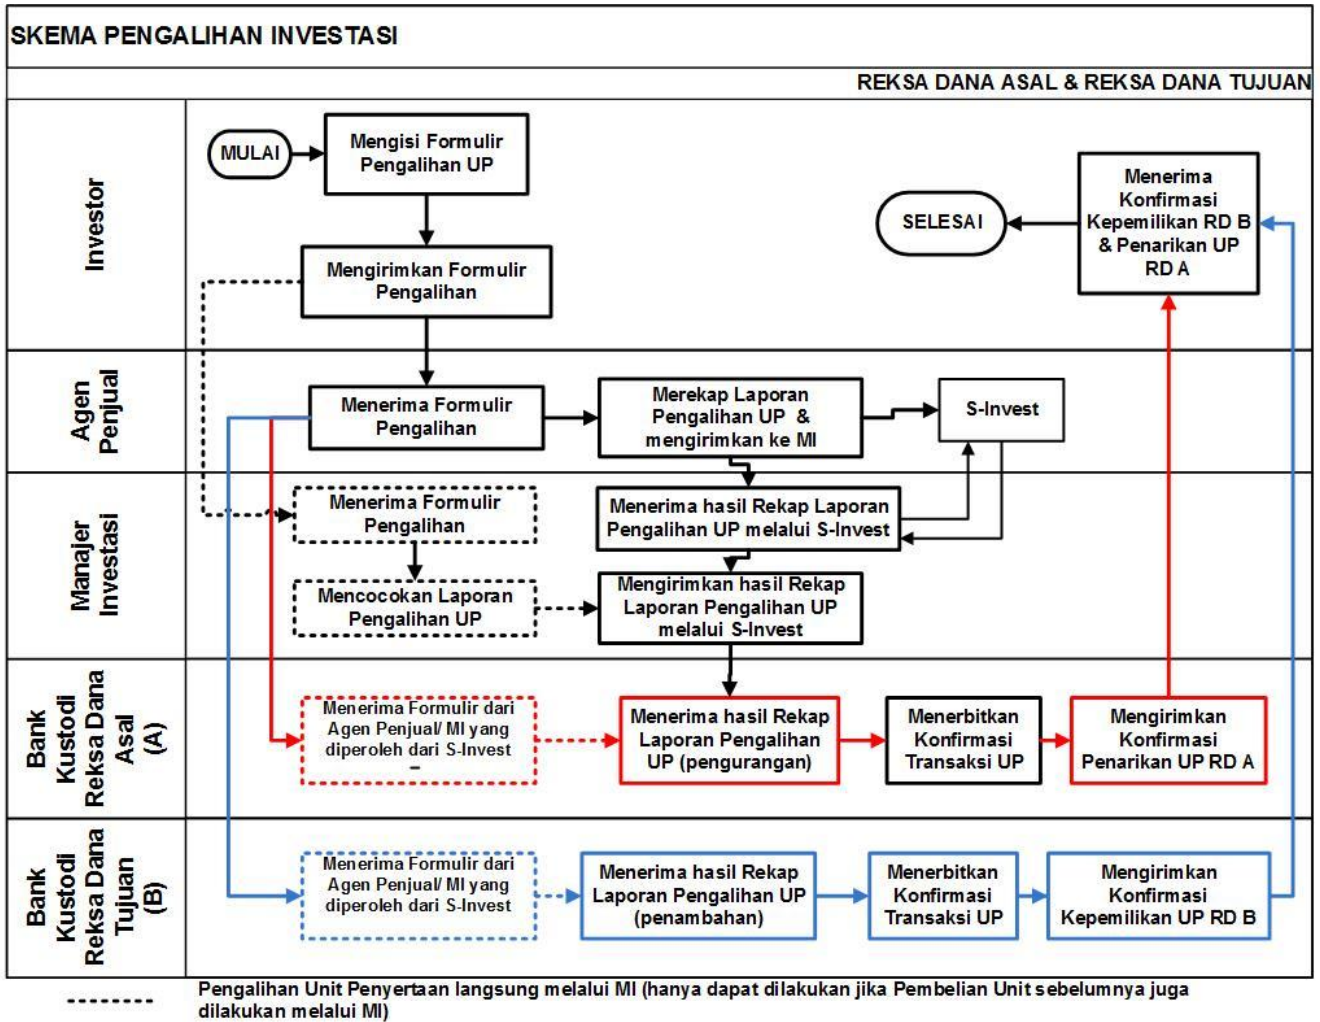 SKEMA PENGALIHAN INVESTASI
REKSA DANA ASAL & REKSA DANA TUJUAN
Investor
MULAI
Mengisi Formulir
Pengalihan UP
Mengirimkan Formulir
Pengalihan
SELESAI
Menerima
Konfirmasi
Kepemilikan RD B
& Penarikan UP
RD A
Agen
Penjual
Menerima Formulir
Pengalihan
Merekap Laporan
Pengalihan UP &
mengirimkan ke MI
S-Invest
Manajer
Investasi
Menerima Formulir
Pengalihan
Menerima hasil Rekap Laporan
Pengalihan UP melalui S-Invest
Mencocokan Laporan
Pengalihan UP
Mengirimkan hasil Rekap
Laporan Pengalihan UP
melalui S-Invest
Bank
Kustodi
Reksa Dana
Asal
(A)
Menerima Formulir dari
Agen Penjual/ MI yang
diperoleh dari S-Invest
–
Menerima hasil Rekap
Laporan Pengalihan
UP (pengurangan)
Menerbitkan
Konfirmasi
Transaksi UP
Mengirimkan
Konfirmasi
Penarikan UP RD A
Bank
Kustodi
Reksa Dana
Tujuan
(B)
Menerima Formulir dari
Agen Penjual/ MI yang
diperoleh dari S-Invest
Menerima hasil Rekap
Laporan Pengalihan UP
(penambahan)
Menerbitkan
Konfirmasi
Transaksi UP
Mengirimkan
Konfirmasi
Kepemilikan UP RD B
Pengalihan Unit Penyertaan langsung melalui MI (hanya dapat dilakukan jika Pembelian Unit sebelumnya juga
dilakukan melalui MI)